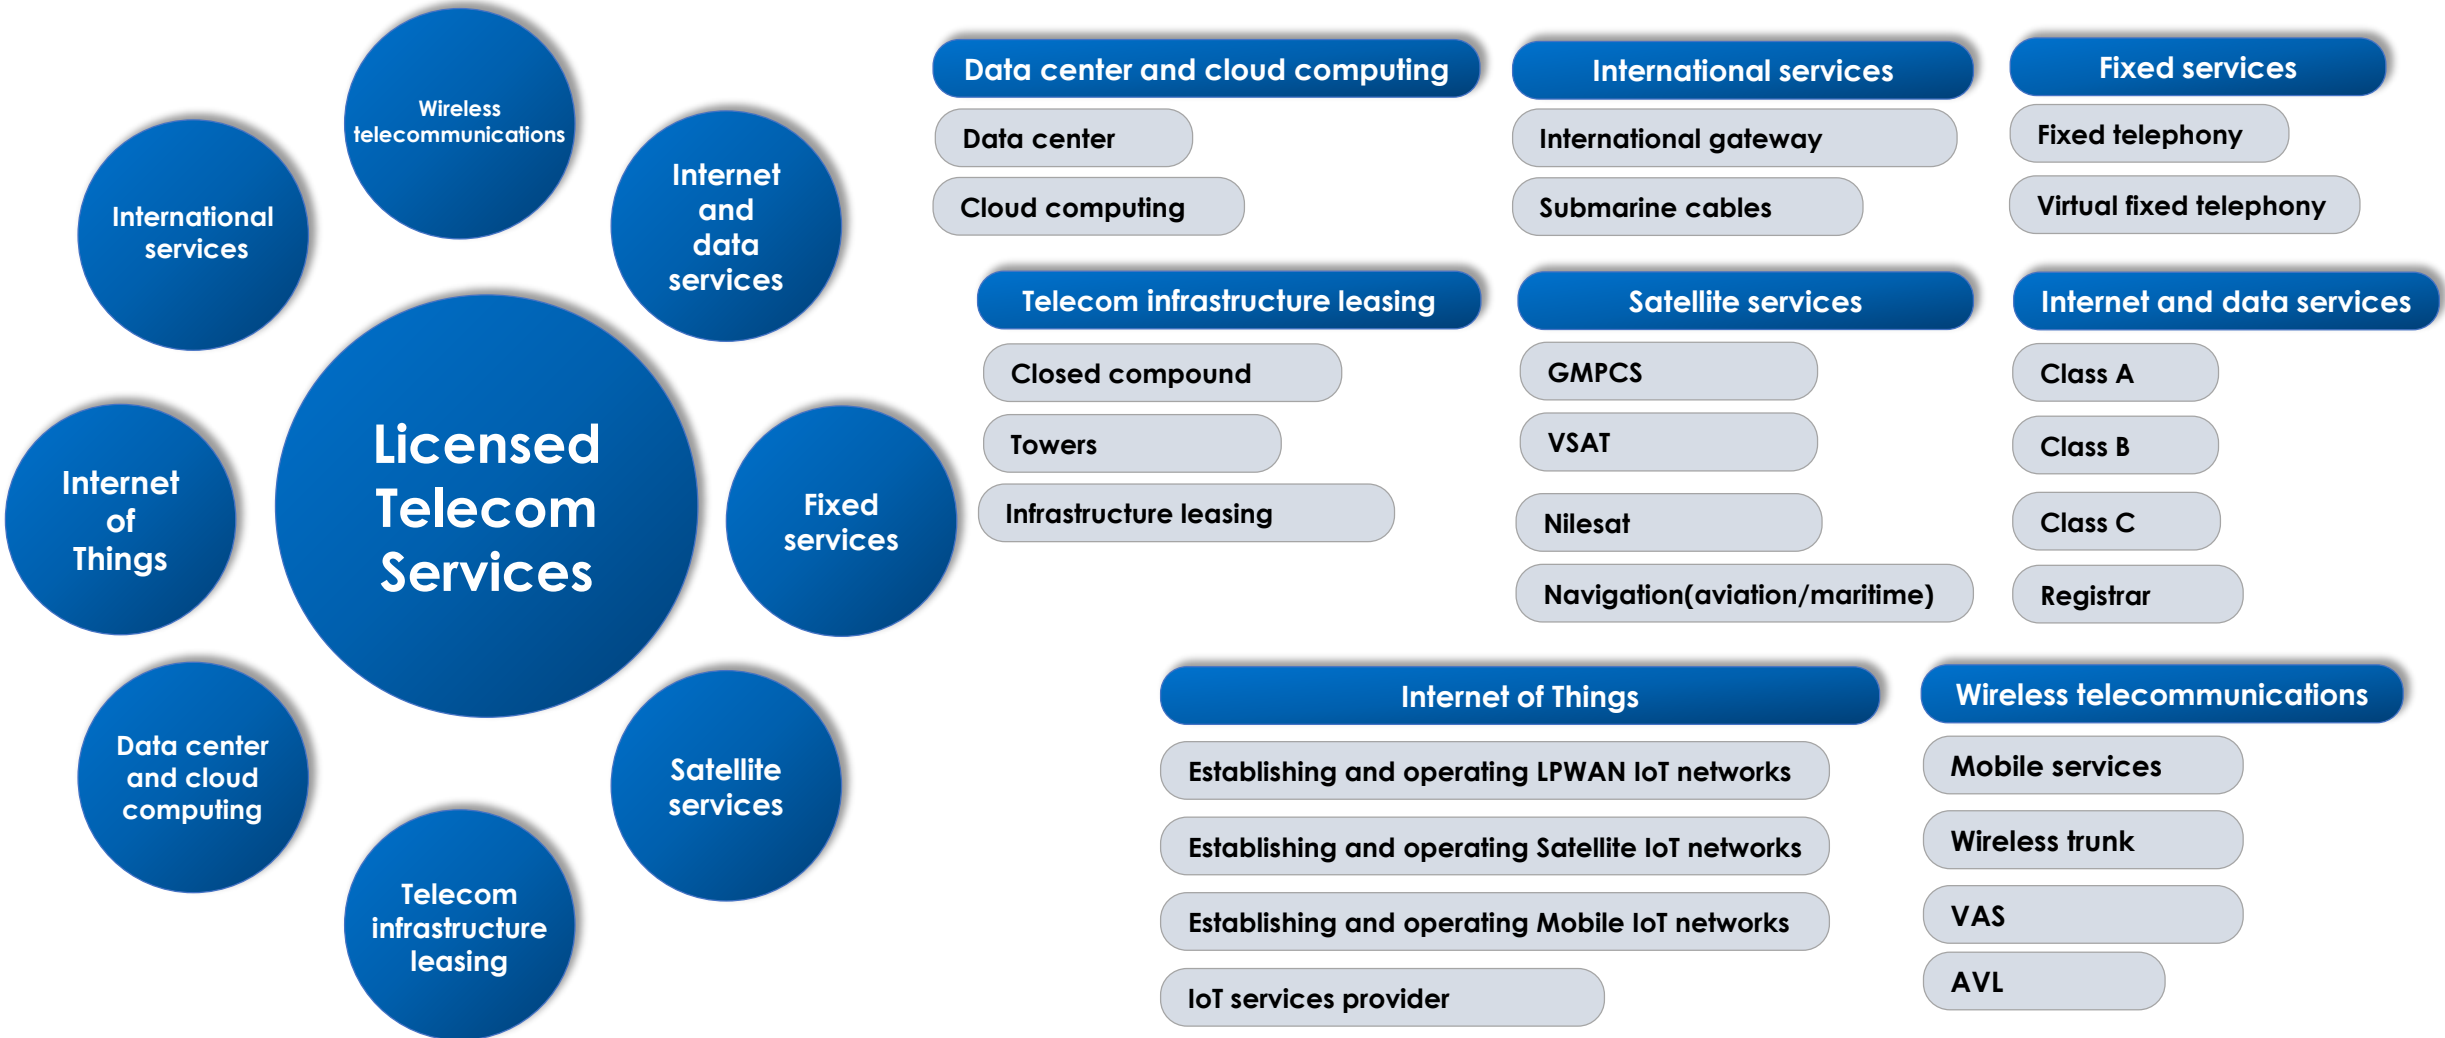 Wireless
telecommunications
International
services
Internet
and
data
services
Licensed
Telecom
Services
Internet
of
Things
Fixed
services
Data center
and cloud
computing
Satellite
services
Telecom
infrastructure
leasing
Data center and cloud computing
Data center
Cloud computing
International services
International gateway
Submarine cables
Fixed services
Fixed telephony
Virtual fixed telephony
Telecom infrastructure leasing
Closed compound
Towers
Infrastructure leasing
Satellite services
GMPCS
VSAT
Nilesat
Navigation(aviation/maritime)
Internet and data services
Class A
Class B
Class C
Registrar
Internet of Things
Establishing and operating LPWAN IoT networks
Establishing and operating Satellite IoT networks
Establishing and operating Mobile IoT networks
IoT services provider
Wireless telecommunications
Mobile services
Wireless trunk
VAS
AVL